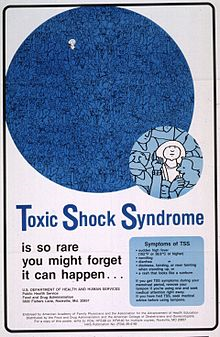 Toxic Shock Syndrome
is so rare
you might forget
it can happen...
Symptoms of TSS
• sudden high fever
(102°F or 38.9°C or higher)
• vomiting
• diarrhea
• dizziness, fainting, or near fainting
when standing up, or
• a rash that looks like a sunburn
If you get TSS symptoms during your
menstrual period, remove your
tampon if you're using one and seek
medical attention right away.
If you have had TSS, seek medical
advice before using tampons.
U.S. DEPARTMENT OF HEALTH AND HUMAN SERVICES
Public Health Service
Food and Drug Administration
5600 Fishers Lane, Rockville, Md. 20857
Endorsed by American Academy of Family Physicians and the Association for the Advancement of Health Education
Distributed by the Food and Drug Administration and the American College of Obstetricians and Gynecologists